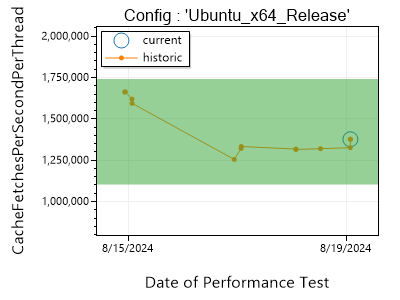 Config : 'Ubuntu_x64_Release'
current
historic
CacheFetchesPerSecondPerThread
2,000,000
1,750,000
1,500,000
1,250,000
1,000,000
8/15/2024
8/19/2024
Date of Performance Test